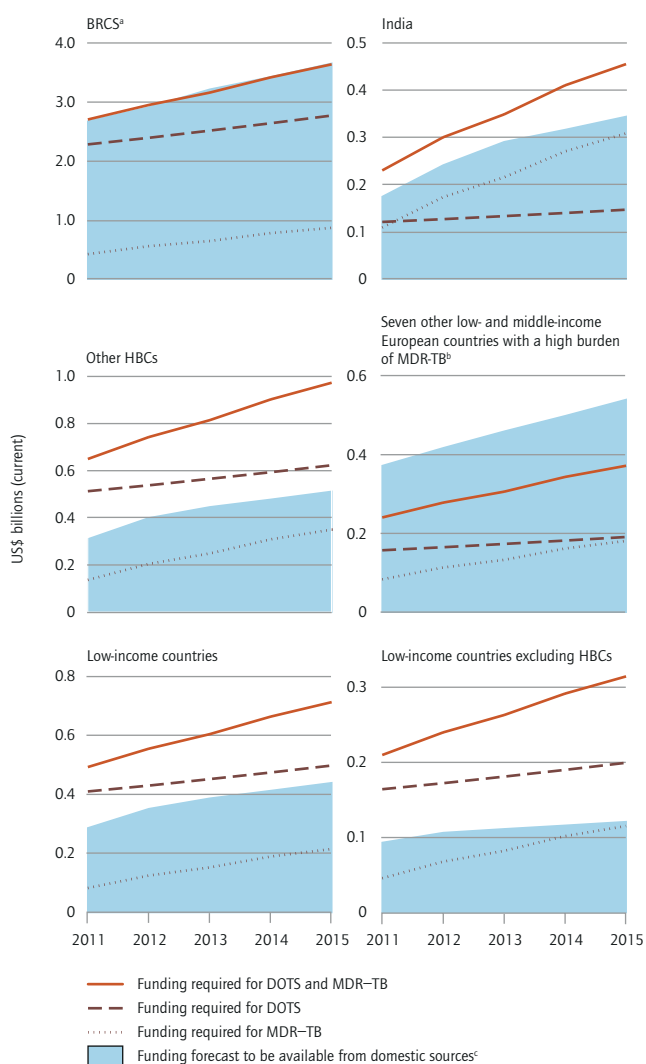 BRCSᵃ
4.0
3.0
2.0
1.0
0
India
0.5
0.4
0.3
0.2
0.1
0
Other HBCs
1.0
0.8
0.6
0.4
0.2
0
Seven other low- and middle-income
European countries with a high burden
of MDR-TBᵇ
0.6
0.4
0.2
0
US$ billions (current)
Low-income countries
0.8
0.6
0.4
0.2
0
2011 2012 2013 2014 2015
Low-income countries excluding HBCs
0.3
0.2
0.1
0
2011 2012 2013 2014 2015
Funding required for DOTS and MDR–TB
Funding required for DOTS
Funding required for MDR–TB
Funding forecast to be available from domestic sourcesᶜ